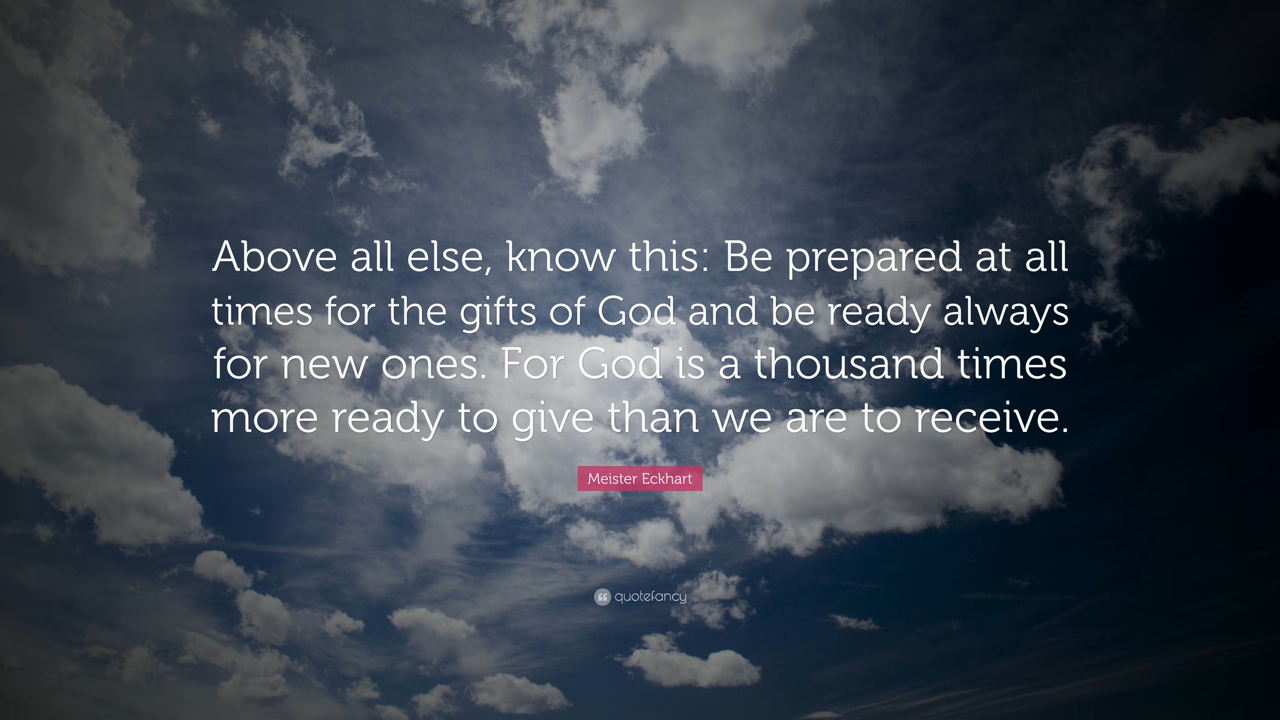 Above all else, know this: Be prepared at all
times for the gifts of God and be ready always
for new ones. For God is a thousand times
more ready to give than we are to receive.
Meister Eckhart
quotefancy